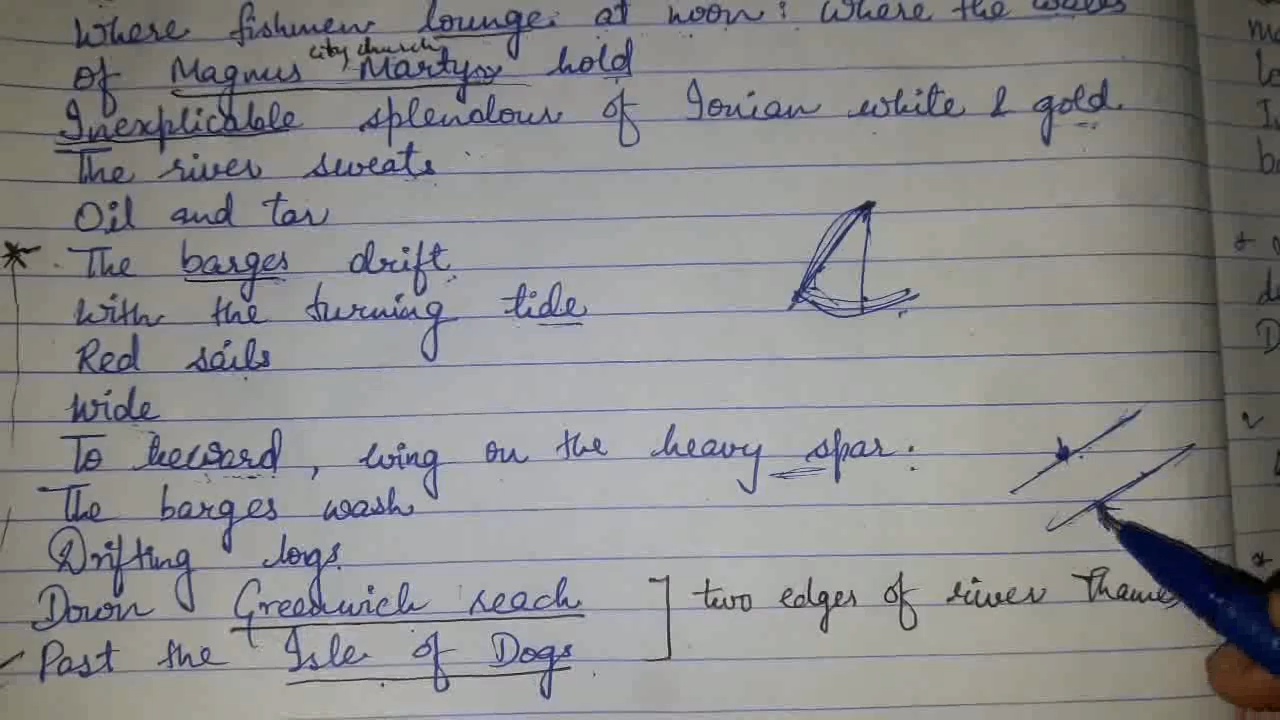 Where fishmen lounge at noon: where the walls
city church
of Magnus Martyr hold
Inexplicable splendour of Ionian white & gold.
The river sweats
Oil and tar
* The barges drift
with the turning tide
Red sails
wide
To leeward, wing on the heavy spar.
The barges wash
Drifting logs
Down Greenwich reach
Past the Isle of Dogs
] two edges of river Thames